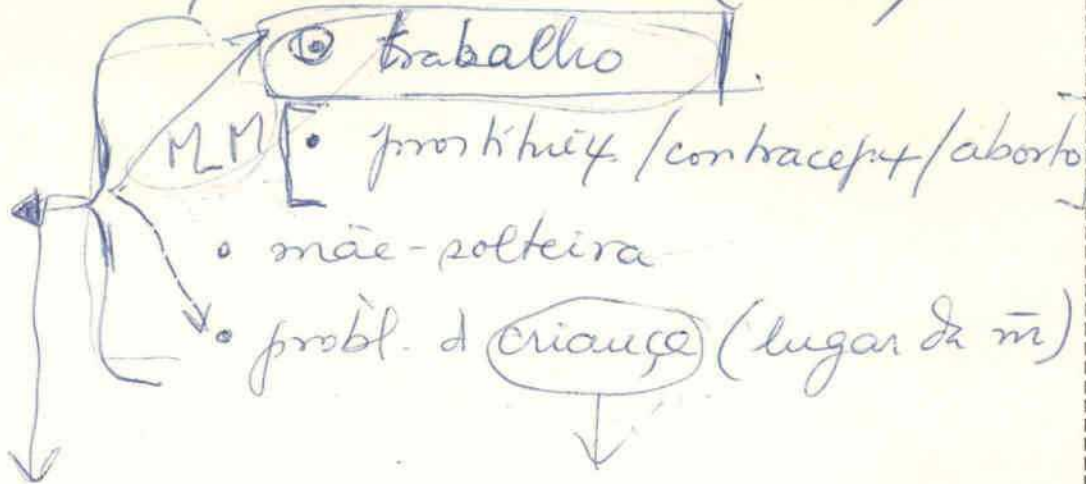 trabalho
MM • prostituiç. /contracepç/aborto
• mãe-solteira
• probl. d criança (lugar da m̄)